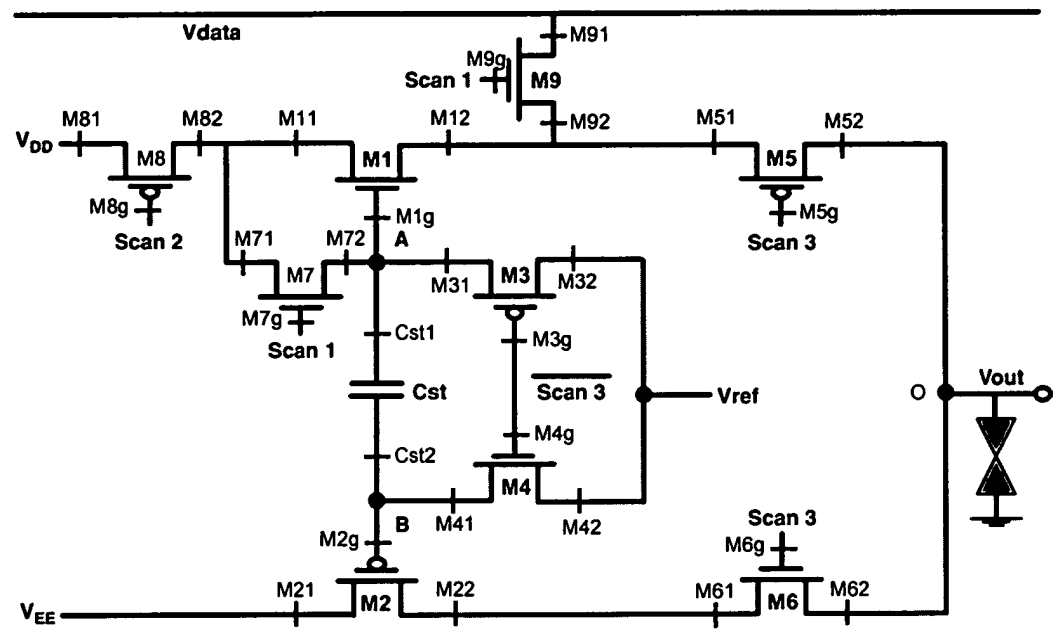 Vdata
M91
M9g
Scan 1
M9
M92
M81
M82
M11
M12
M51
M52
VDD
M8
M1
M5
M8g
Scan 2
M1g
A
M5g
Scan 3
M71
M72
M7
M31
M3
M32
M7g
Scan 1
Cst1
M3g
Cst
Scan 3
Vref
O
Vout
Cst2
M4g
M4
M41
M42
B
M2g
Scan 3
M6g
M21
M2
M22
M61
M6
M62
VEE